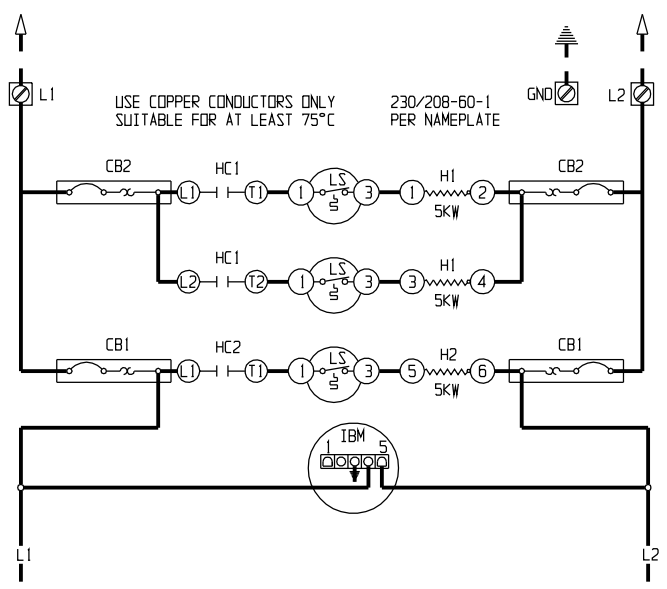 L1
GND
L2
USE COPPER CONDUCTORS ONLY
SUITABLE FOR AT LEAST 75°C
230/208-60-1
PER NAMEPLATE
CB2
HC1
LS
H1
CB2
L1
T1
1
3
1
2
5KW
HC1
LS
H1
L2
T2
1
3
3
4
5KW
CB1
HC2
LS
H2
CB1
L1
T1
1
3
5
6
5KW
IBM
1
5
L1
L2